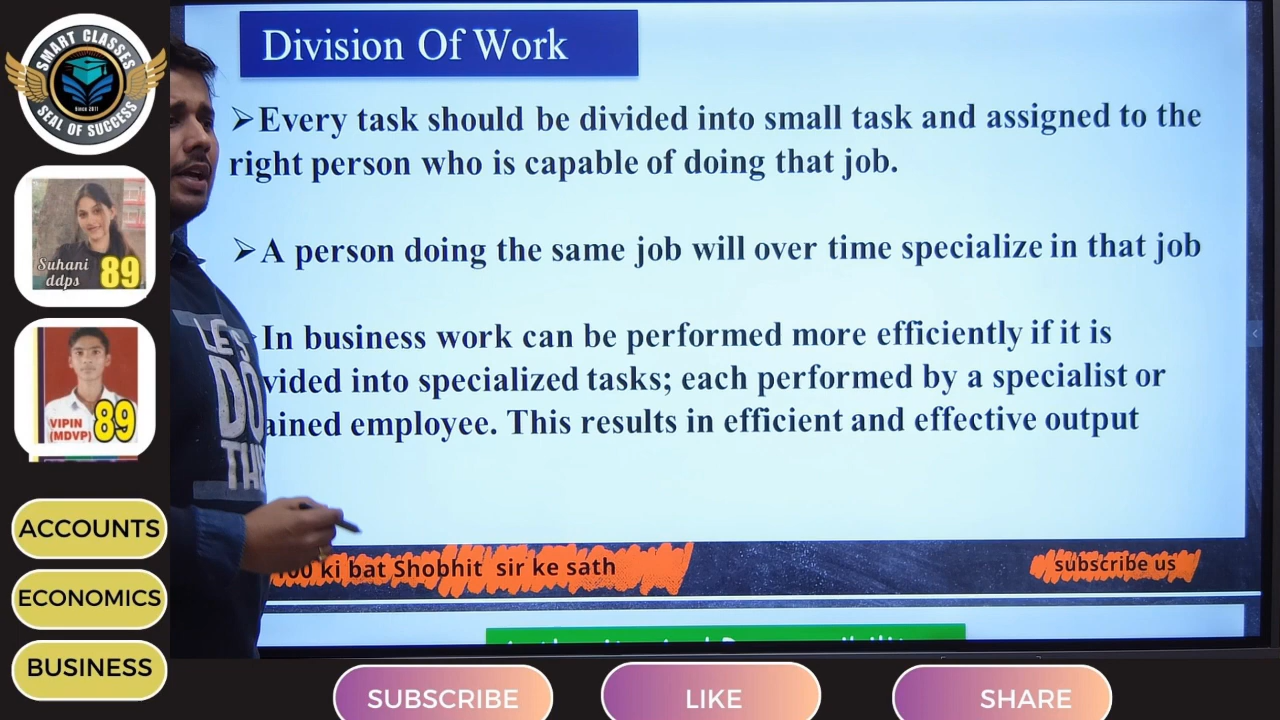 SMART CLASSES
Since 2011
SEAL OF SUCCESS
Suhani
ddps
89
VIPIN
(MDVP)
89
ACCOUNTS
ECONOMICS
BUSINESS
Division Of Work
➢Every task should be divided into small task and assigned to the
right person who is capable of doing that job.
➢A person doing the same job will over time specialize in that job
In business work can be performed more efficiently if it is
into specialized tasks; each performed by a specialist or
employee. This results in efficient and effective output
LET'S
DO
ki bat Shobhit sir ke sath
subscribe us
SUBSCRIBE
LIKE
SHARE